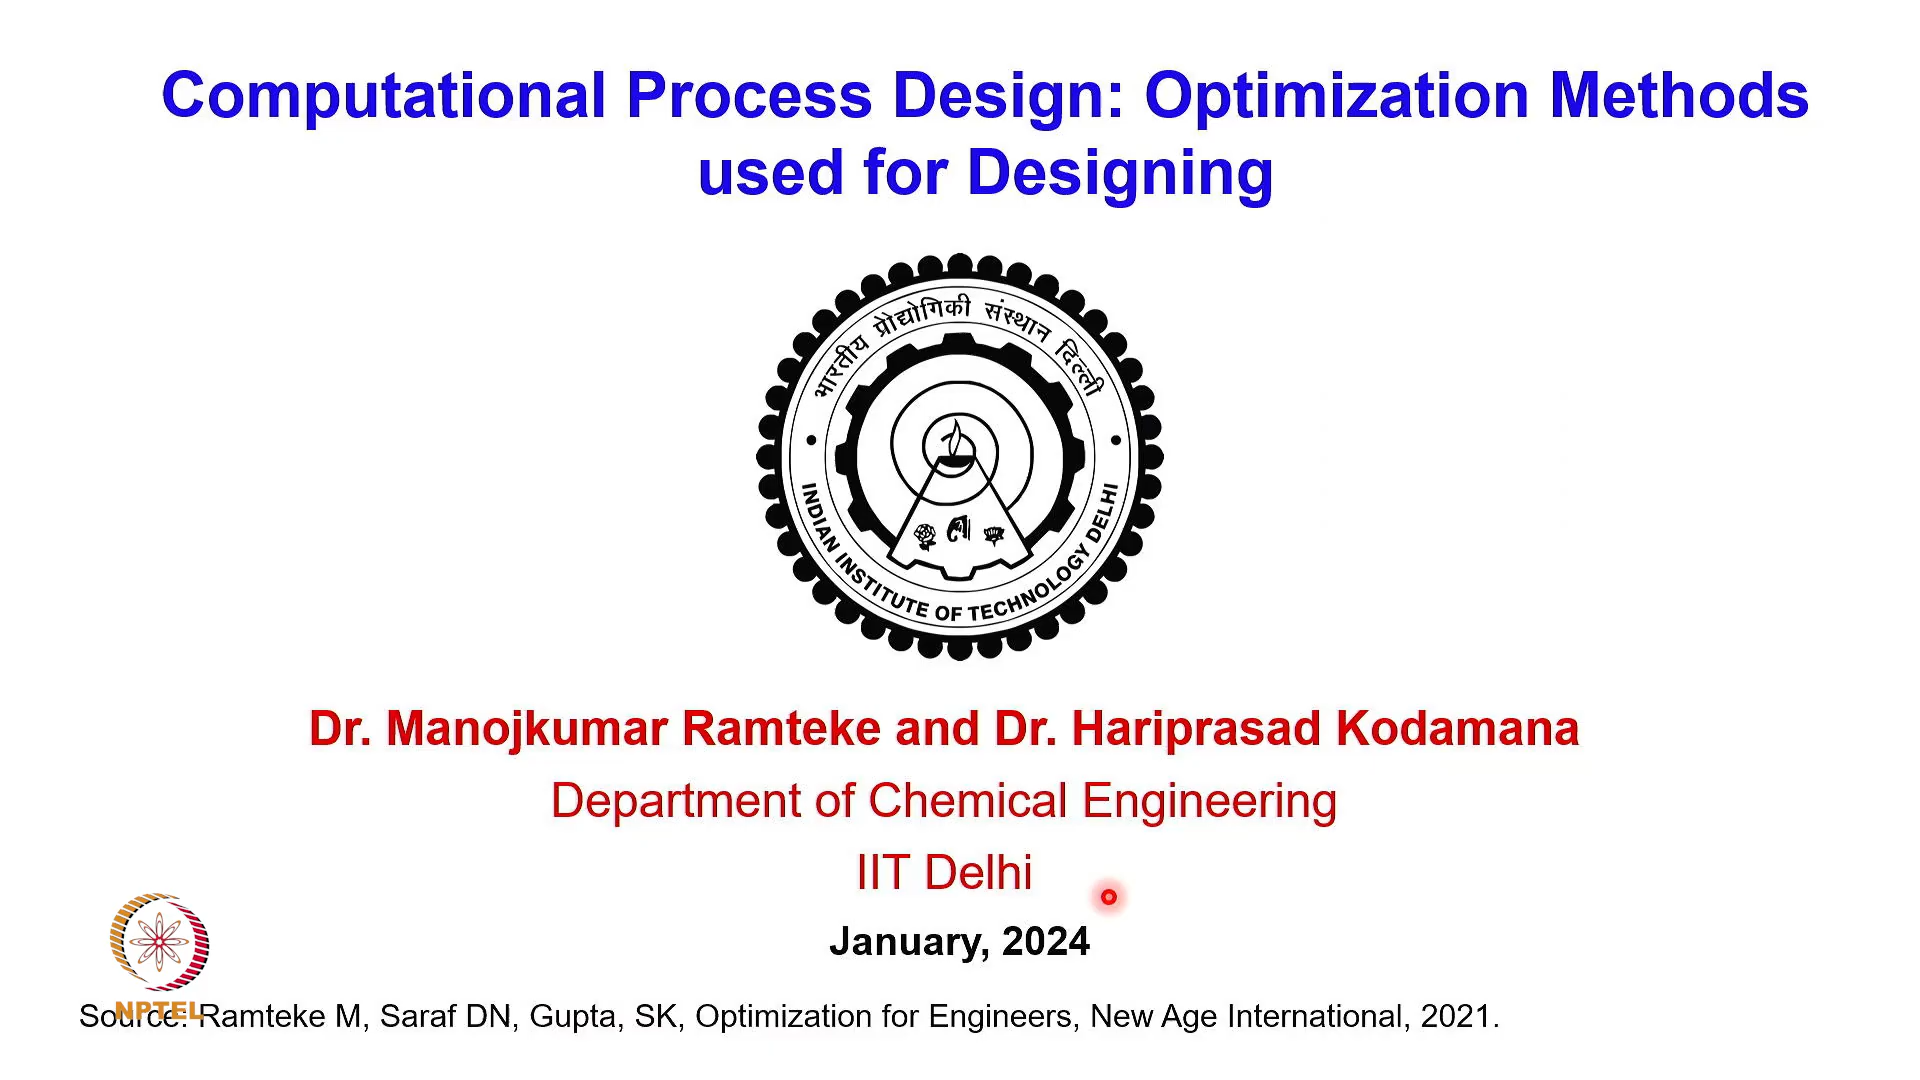 Computational Process Design: Optimization Methods
used for Designing
भारतीय प्रौद्योगिकी संस्थान दिल्ली
INDIAN INSTITUTE OF TECHNOLOGY DELHI
Dr. Manojkumar Ramteke and Dr. Hariprasad Kodamana
Department of Chemical Engineering
IIT Delhi
January, 2024
NPTEL
Source: Ramteke M, Saraf DN, Gupta, SK, Optimization for Engineers, New Age International, 2021.